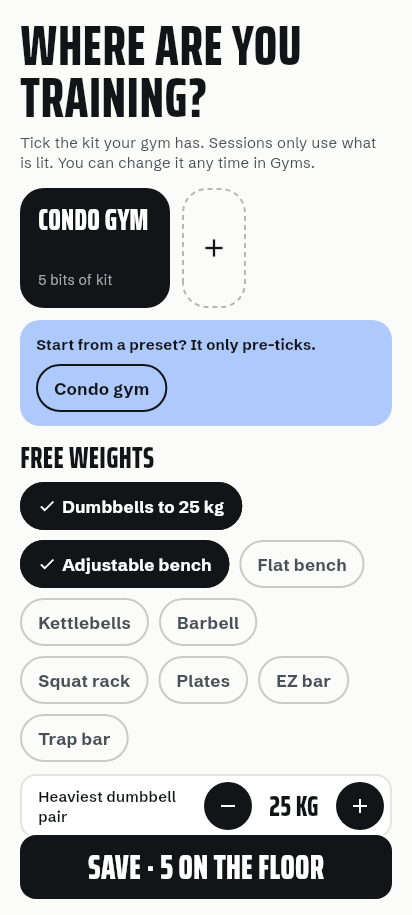 WHERE ARE YOU
TRAINING?
Tick the kit your gym has. Sessions only use what
is lit. You can change it any time in Gyms.
CONDO GYM
5 bits of kit
+
Start from a preset? It only pre-ticks.
Condo gym
FREE WEIGHTS
✓ Dumbbells to 25 kg
✓ Adjustable bench
Flat bench
Kettlebells
Barbell
Squat rack
Plates
EZ bar
Trap bar
Heaviest dumbbell
pair
− 25 KG +
SAVE · 5 ON THE FLOOR